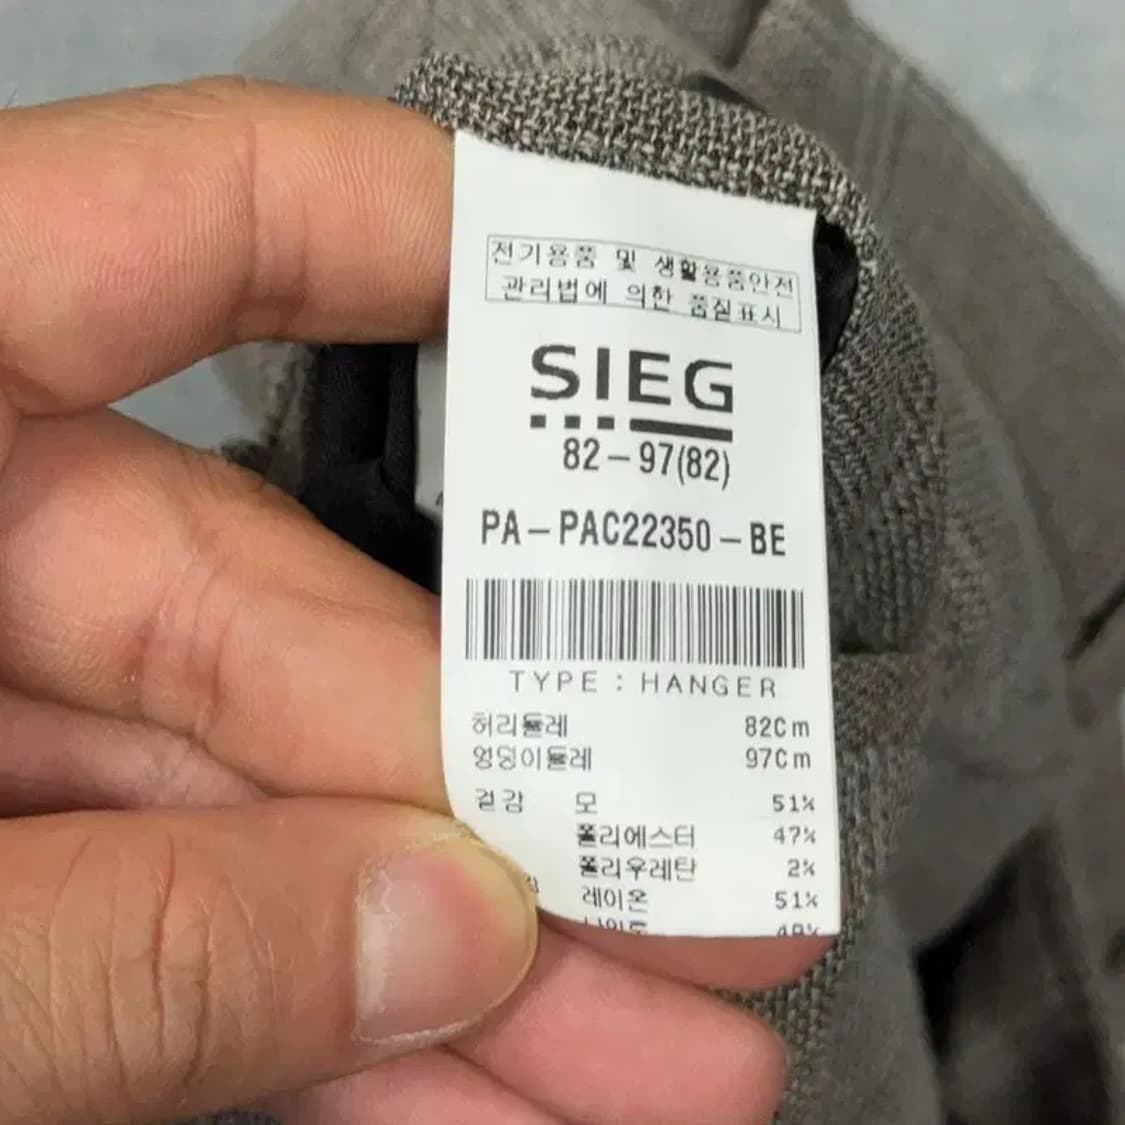 전기용품 및 생활용품안전
관리법에 의한 품질표시
SIEG
82-97(82)
PA-PAC22350-BE
TYPE : HANGER
허리둘레 82Cm
엉덩이둘레 97Cm
겉감 모 51%
폴리에스터 47%
폴리우레탄 2%
레이온 51%